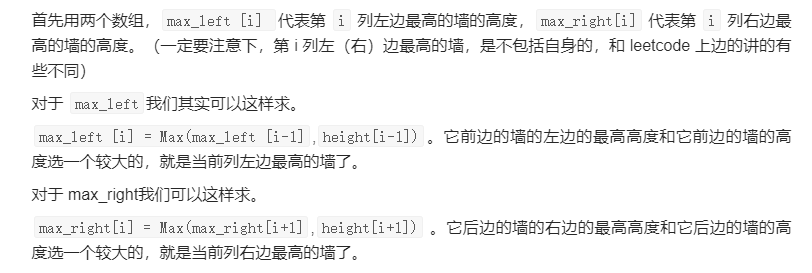 首先用两个数组，max_left [i] 代表第 i 列左边最高的墙的高度，max_right[i] 代表第 i 列右边最
高的墙的高度。（一定要注意下，第 i 列左（右）边最高的墙，是不包括自身的，和 leetcode 上边的讲的有
些不同）
对于 max_left我们其实可以这样求。
max_left [i] = Max(max_left [i-1],height[i-1])。它前边的墙的左边的最高高度和它前边的墙的高
度选一个较大的，就是当前列左边最高的墙了。
对于 max_right我们可以这样求。
max_right[i] = Max(max_right[i+1],height[i+1]) 。它后边的墙的右边的最高高度和它后边的墙的高
度选一个较大的，就是当前列右边最高的墙了。